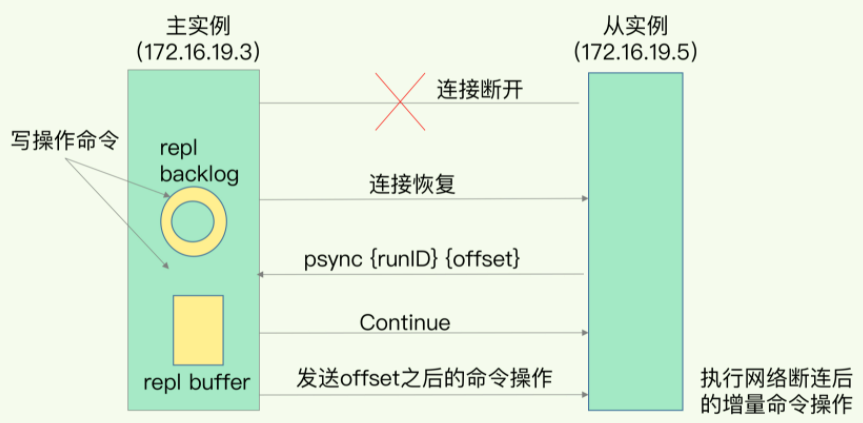 主实例
(172.16.19.3)
从实例
(172.16.19.5)
连接断开
写操作命令
repl
backlog
连接恢复
psync {runID} {offset}
Continue
repl buffer
发送offset之后的命令操作
执行网络断连后
的增量命令操作